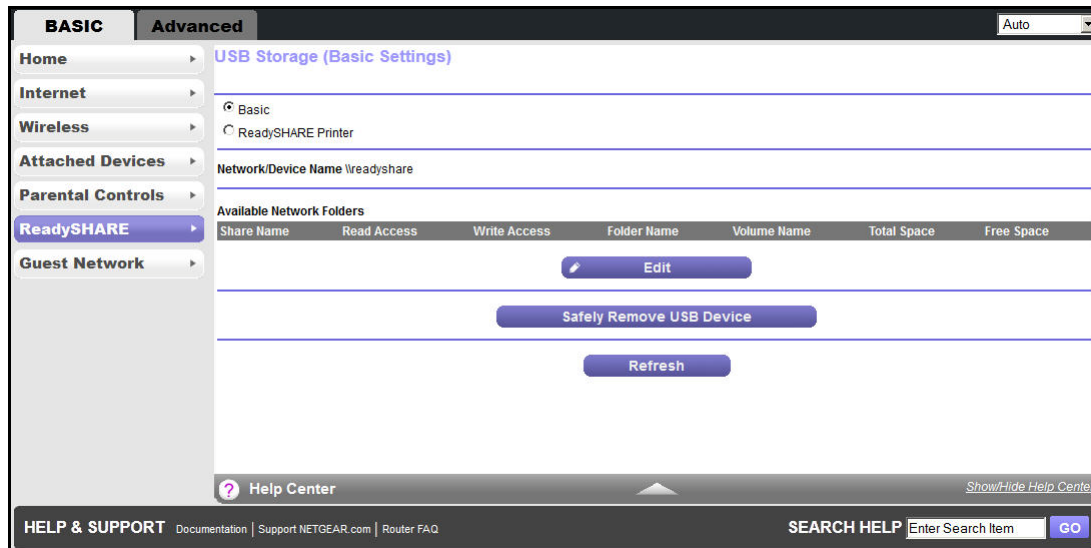 BASIC
Advanced
Auto
Home
Internet
Wireless
Attached Devices
Parental Controls
ReadySHARE
Guest Network
USB Storage (Basic Settings)
Basic
ReadySHARE Printer
Network/Device Name \\readyshare
Available Network Folders
Share Name Read Access Write Access Folder Name Volume Name Total Space Free Space
Edit
Safely Remove USB Device
Refresh
? Help Center
Show/Hide Help Cente
HELP & SUPPORT Documentation | Support NETGEAR.com | Router FAQ
SEARCH HELP Enter Search Item GO